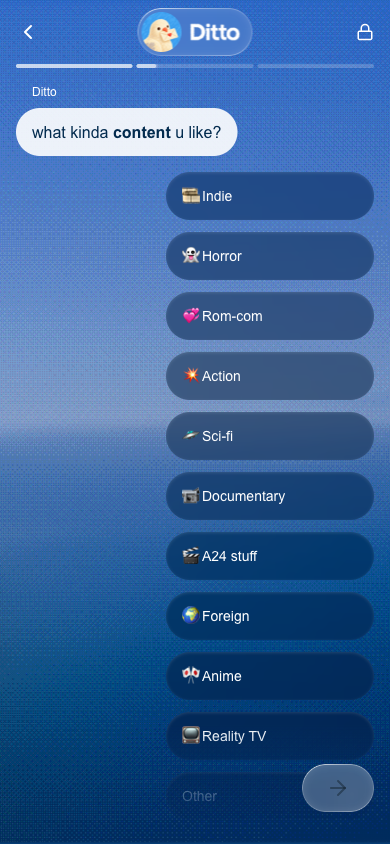 Ditto
Ditto
what kinda content u like?
Indie
Horror
Rom-com
Action
Sci-fi
Documentary
A24 stuff
Foreign
Anime
Reality TV
Other